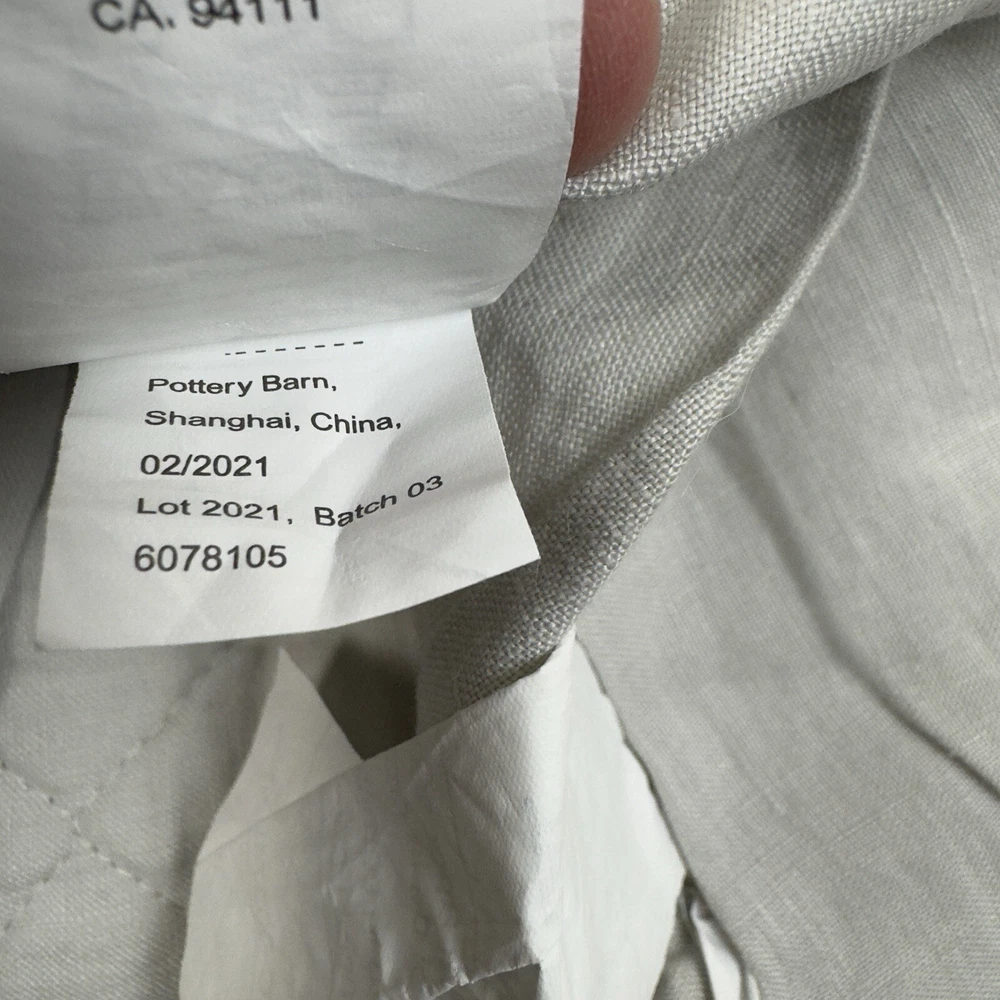 CA. 94111
--------
Pottery Barn,
Shanghai, China,
02/2021
Lot 2021, Batch 03
6078105